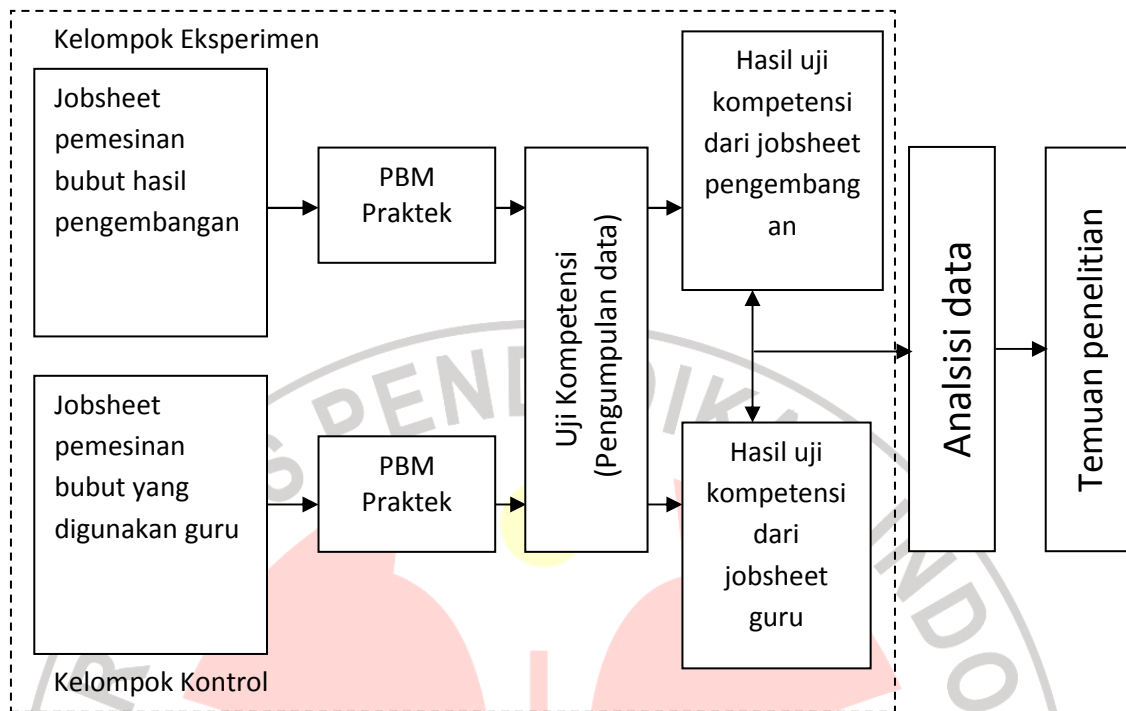 Kelompok Eksperimen
Jobsheet
pemesinan
bubut hasil
pengembangan
PBM
Praktek
Uji Kompetensi
(Pengumpulan data)
Hasil uji
kompetensi
dari jobsheet
pengembang
an
Analsisi data
Temuan penelitian
Jobsheet
pemesinan
bubut yang
digunakan guru
PBM
Praktek
Hasil uji
kompetensi
dari
jobsheet
guru
Kelompok Kontrol